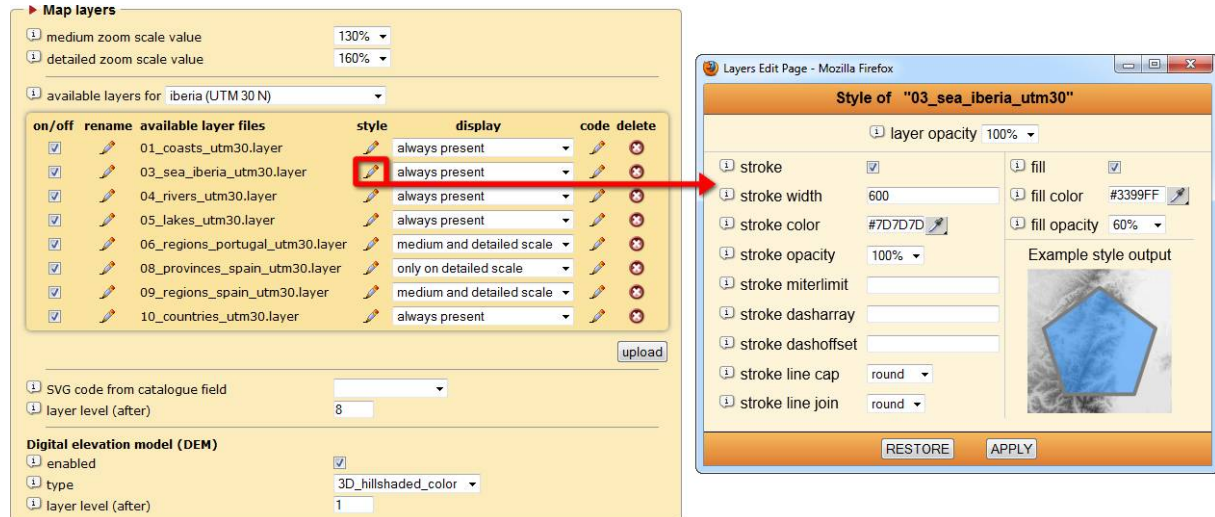 Map layers
medium zoom scale value 130%
detailed zoom scale value 160%
available layers for iberia (UTM 30 N)
on/off rename available layer files style display code delete
01_coasts_utm30.layer always present
03_sea_iberia_utm30.layer always present
04_rivers_utm30.layer always present
05_lakes_utm30.layer always present
06_regions_portugal_utm30.layer medium and detailed scale
08_provinces_spain_utm30.layer only on detailed scale
09_regions_spain_utm30.layer medium and detailed scale
10_countries_utm30.layer always present
upload
SVG code from catalogue field
layer level (after) 8
Digital elevation model (DEM)
enabled
type 3D_hillshaded_color
layer level (after) 1
Layers Edit Page - Mozilla Firefox
Style of "03_sea_iberia_utm30"
layer opacity 100%
stroke
stroke width 600
stroke color #7D7D7D
stroke opacity 100%
stroke miterlimit
stroke dasharray
stroke dashoffset
stroke line cap round
stroke line join round
fill
fill color #3399FF
fill opacity 60%
Example style output
RESTORE APPLY